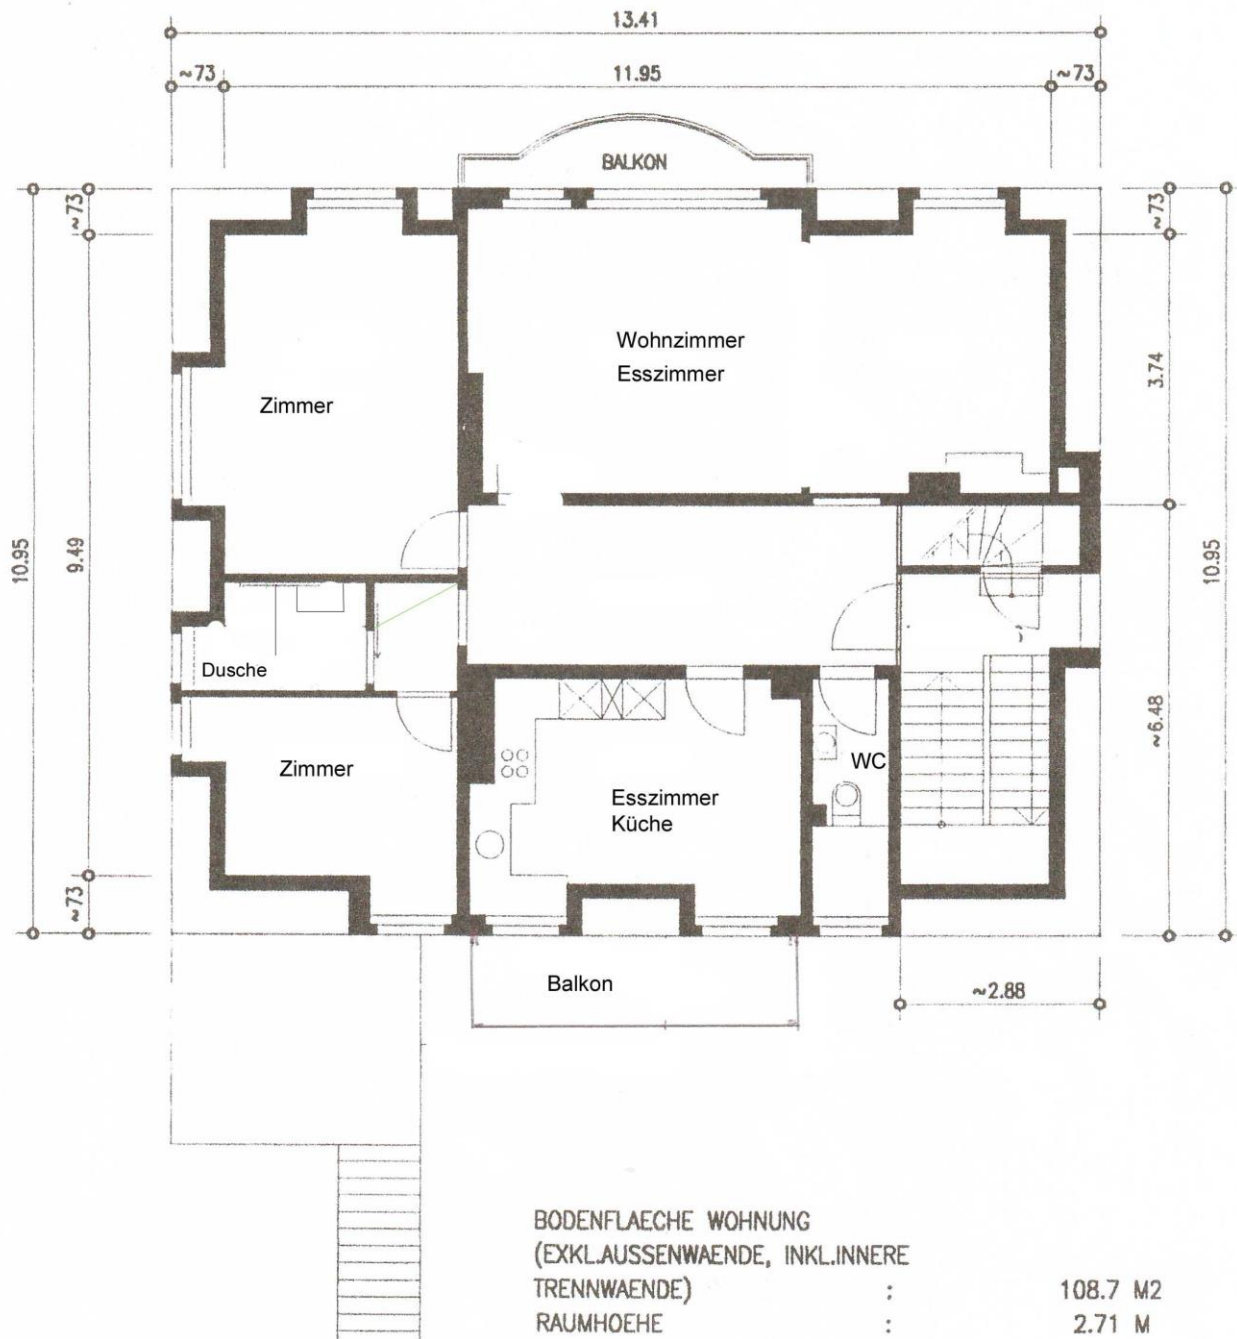 13.41
~73
11.95
~73
BALKON
~73
~73
Wohnzimmer
Esszimmer
Zimmer
3.74
10.95
9.49
10.95
Dusche
~6.48
Zimmer
WC
Esszimmer
Küche
~73
Balkon
~2.88
BODENFLAECHE WOHNUNG
(EXKL.AUSSENWAENDE, INKL.INNERE
TRENNWAENDE) : 108.7 M2
RAUMHOEHE : 2.71 M